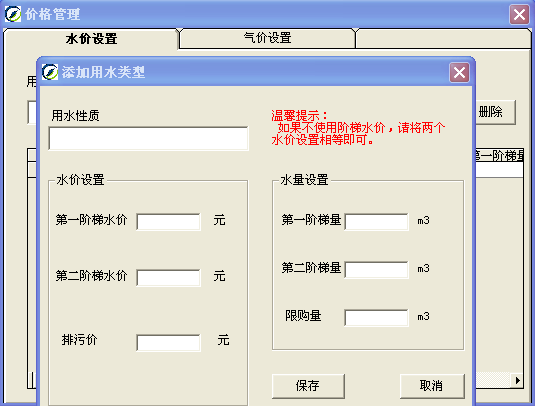 价格管理
水价设置
气价设置
用
删除
第一阶梯量
添加用水类型
用水性质
温馨提示：
如果不使用阶梯水价，请将两个
水价设置相等即可。
水价设置
第一阶梯水价 元
第二阶梯水价 元
排污价 元
水量设置
第一阶梯量 m3
第二阶梯量 m3
限购量 m3
保存
取消